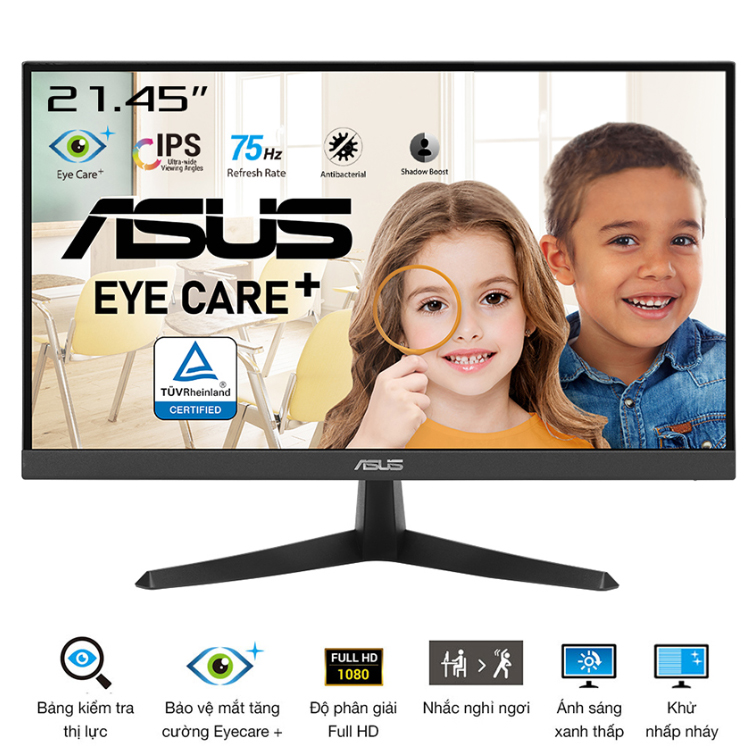 21.45"
Eye Care+
IPS
Ultra-wide
Viewing Angles
75Hz
Refresh Rate
Antibacterial
Shadow Boost
ASUS
EYE CARE+
TÜVRheinland®
CERTIFIED
ASUS
FULL HD
1080
Bảng kiểm tra
thị lực
Bảo vệ mắt tăng
cường Eyecare +
Độ phân giải
Full HD
Nhắc nghỉ ngơi
Ánh sáng
xanh thấp
Khử
nhấp nháy